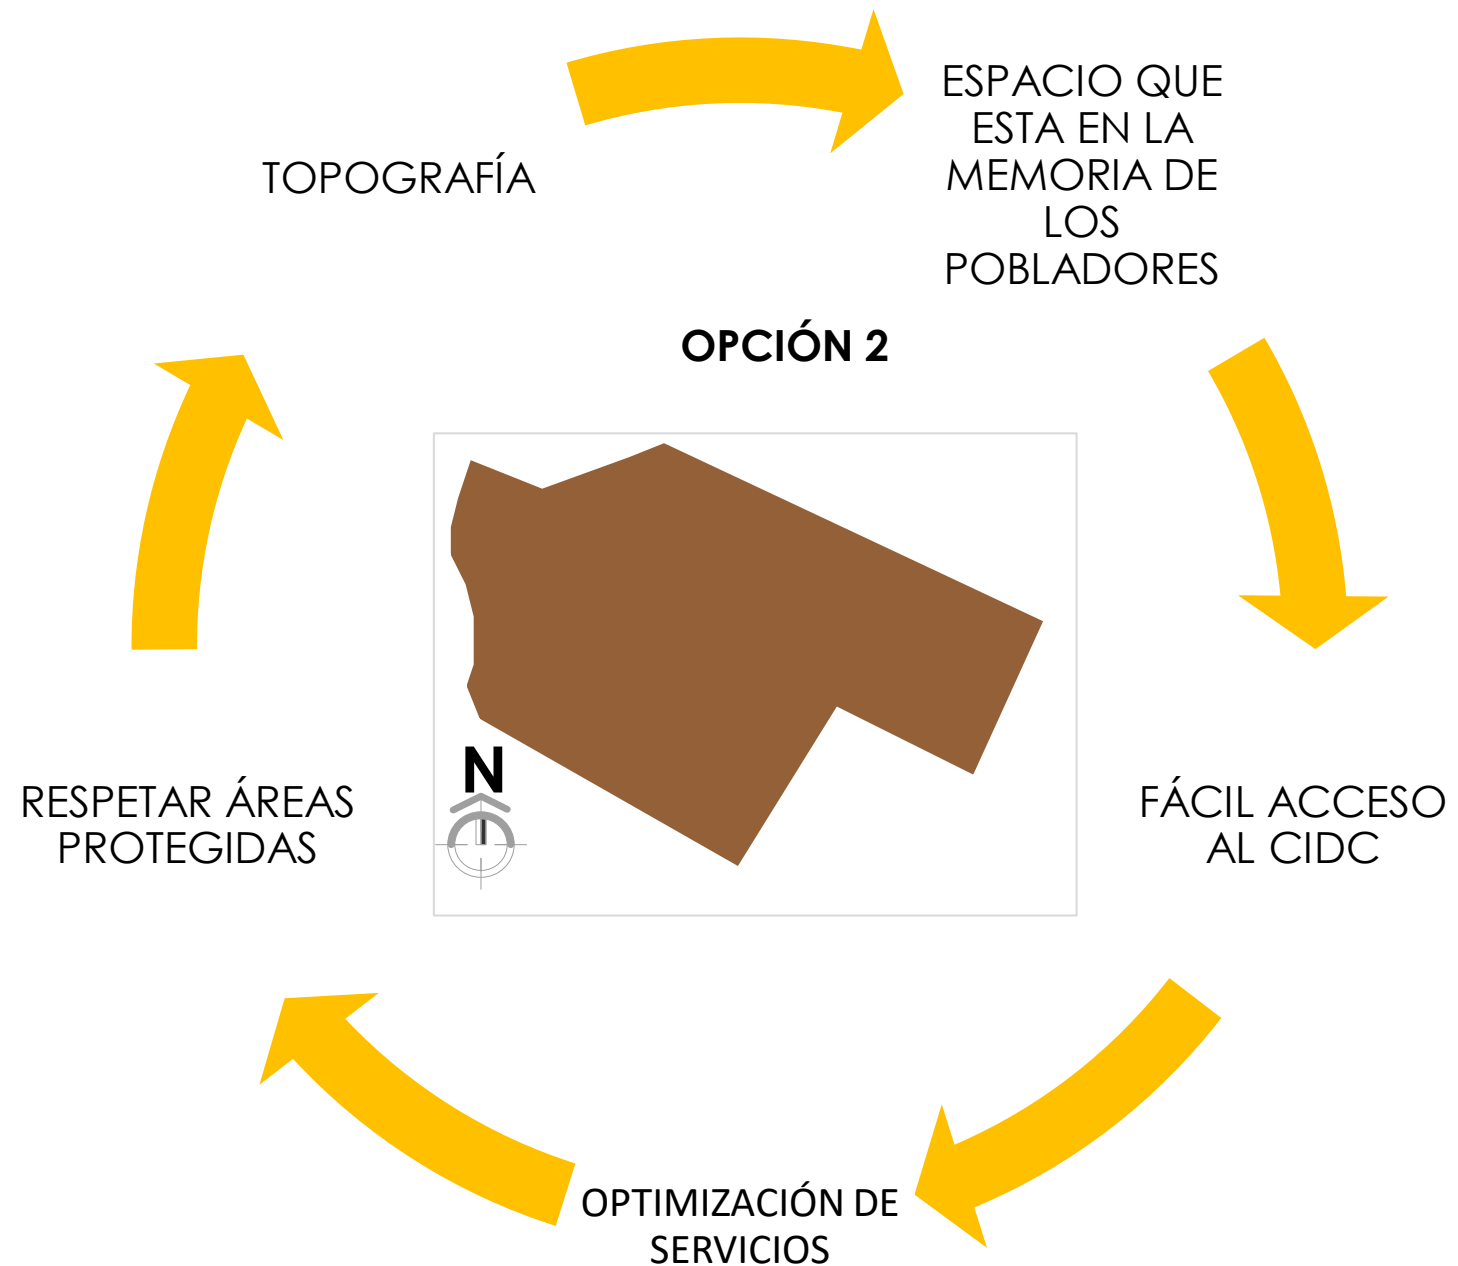 TOPOGRAFÍA
ESPACIO QUE
ESTA EN LA
MEMORIA DE
LOS
POBLADORES
OPCIÓN 2
N
RESPETAR ÁREAS
PROTEGIDAS
FÁCIL ACCESO
AL CIDC
OPTIMIZACIÓN DE
SERVICIOS